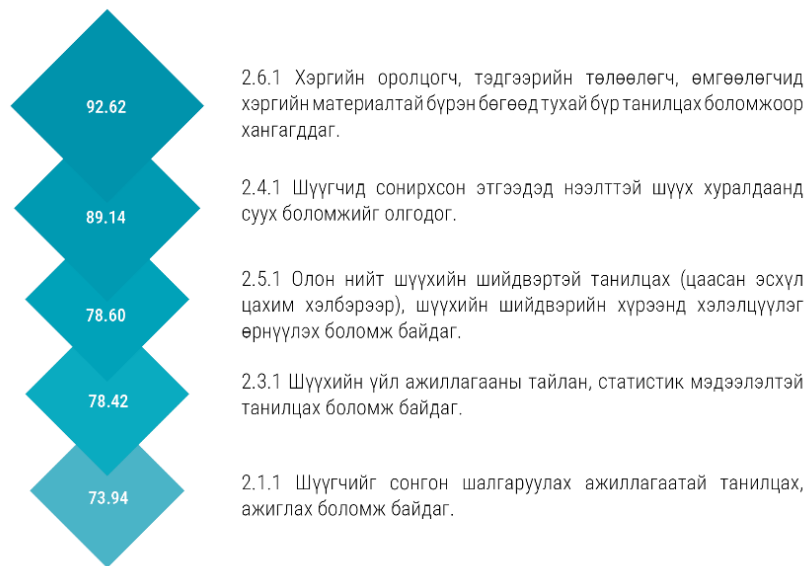 92.62
2.6.1 Хэргийн оролцогч, тэдгээрийн төлөөлөгч, өмгөөлөгчид
хэргийн материалтай бүрэн бөгөөд тухай бүр танилцах боломжоор
хангагддаг.
89.14
2.4.1 Шүүгчид сонирхсон этгээдэд нээлттэй шүүх хуралдаанд
суух боломжийг олгодог.
78.60
2.5.1 Олон нийт шүүхийн шийдвэртэй танилцах (цаасан эсхүл
цахим хэлбэрээр), шүүхийн шийдвэрийн хүрээнд хэлэлцүүлэг
өрнүүлэх боломж байдаг.
78.42
2.3.1 Шүүхийн үйл ажиллагааны тайлан, статистик мэдээлэлтэй
танилцах боломж байдаг.
73.94
2.1.1 Шүүгчийг сонгон шалгаруулах ажиллагаатай танилцах,
ажиглах боломж байдаг.